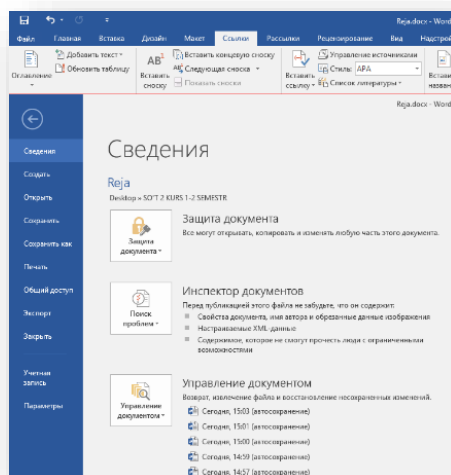 Reja.docx - Word
Файл Главная Вставка Дизайн Макет Ссылки Рассылки Рецензирование Вид Надстрой
Оглавление
Добавить текст
Обновить таблицу
AB¹
Вставить сноску
Вставить концевую сноску
Следующая сноска
Показать сноски
Вставить ссылку
Управление источниками
Стиль: APA
Список литературы
Встави
назван
Reja.docx - Word
Сведения
Создать
Открыть
Сохранить
Сохранить как
Печать
Общий доступ
Экспорт
Закрыть
Учетная
запись
Параметры
Сведения
Reja
Desktop » SO'T 2 KURS 1-2 SEMESTR
Защита
документа
Защита документа
Все могут открывать, копировать и изменять любую часть этого документа.
Поиск
проблем
Инспектор документов
Перед публикацией этого файла не забудьте, что он содержит:
Свойства документа, имя автора и обрезанные данные изображения
Настраиваемые XML-данные
Содержимое, которое не смогут прочесть люди с ограниченными
возможностями
Управление
документом
Управление документом
Возврат, извлечение файла и восстановление несохраненных изменений.
Сегодня, 15:03 (автосохранение)
Сегодня, 15:01 (автосохранение)
Сегодня, 15:00 (автосохранение)
Сегодня, 14:59 (автосохранение)
Сегодня, 14:57 (автосохранение)